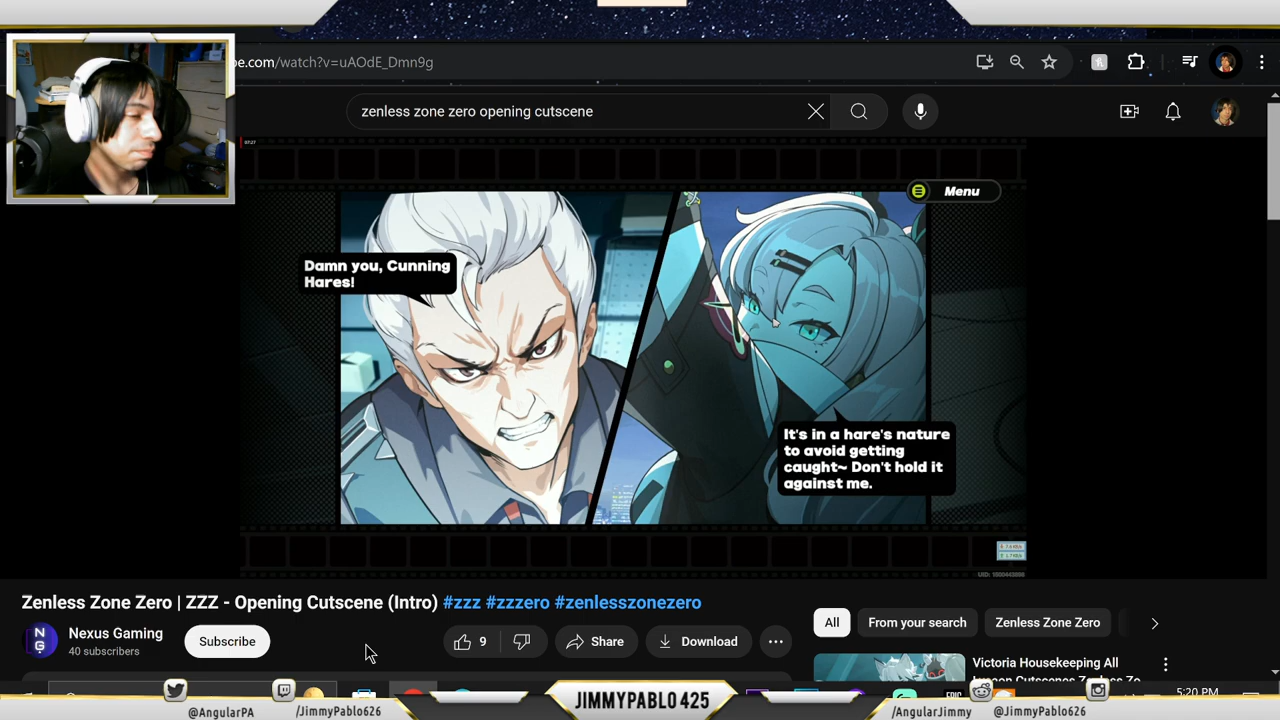 be.com/watch?v=uAOdE_Dmn9g
zenless zone zero opening cutscene
Menu
Damn you, Cunning
Hares!
It's in a hare's nature
to avoid getting
caught~ Don't hold it
against me.
Zenless Zone Zero | ZZZ - Opening Cutscene (Intro) #zzz #zzzero #zenlesszonezero
NG
Nexus Gaming
40 subscribers
Subscribe
9
Share
Download
All
From your search
Zenless Zone Zero
Victoria Housekeeping All
5:20 PM
EPIC
JIMMYPABLO 425
@AngularPA
/JimmyPablo626
/AngularJimmy
@JimmyPablo626